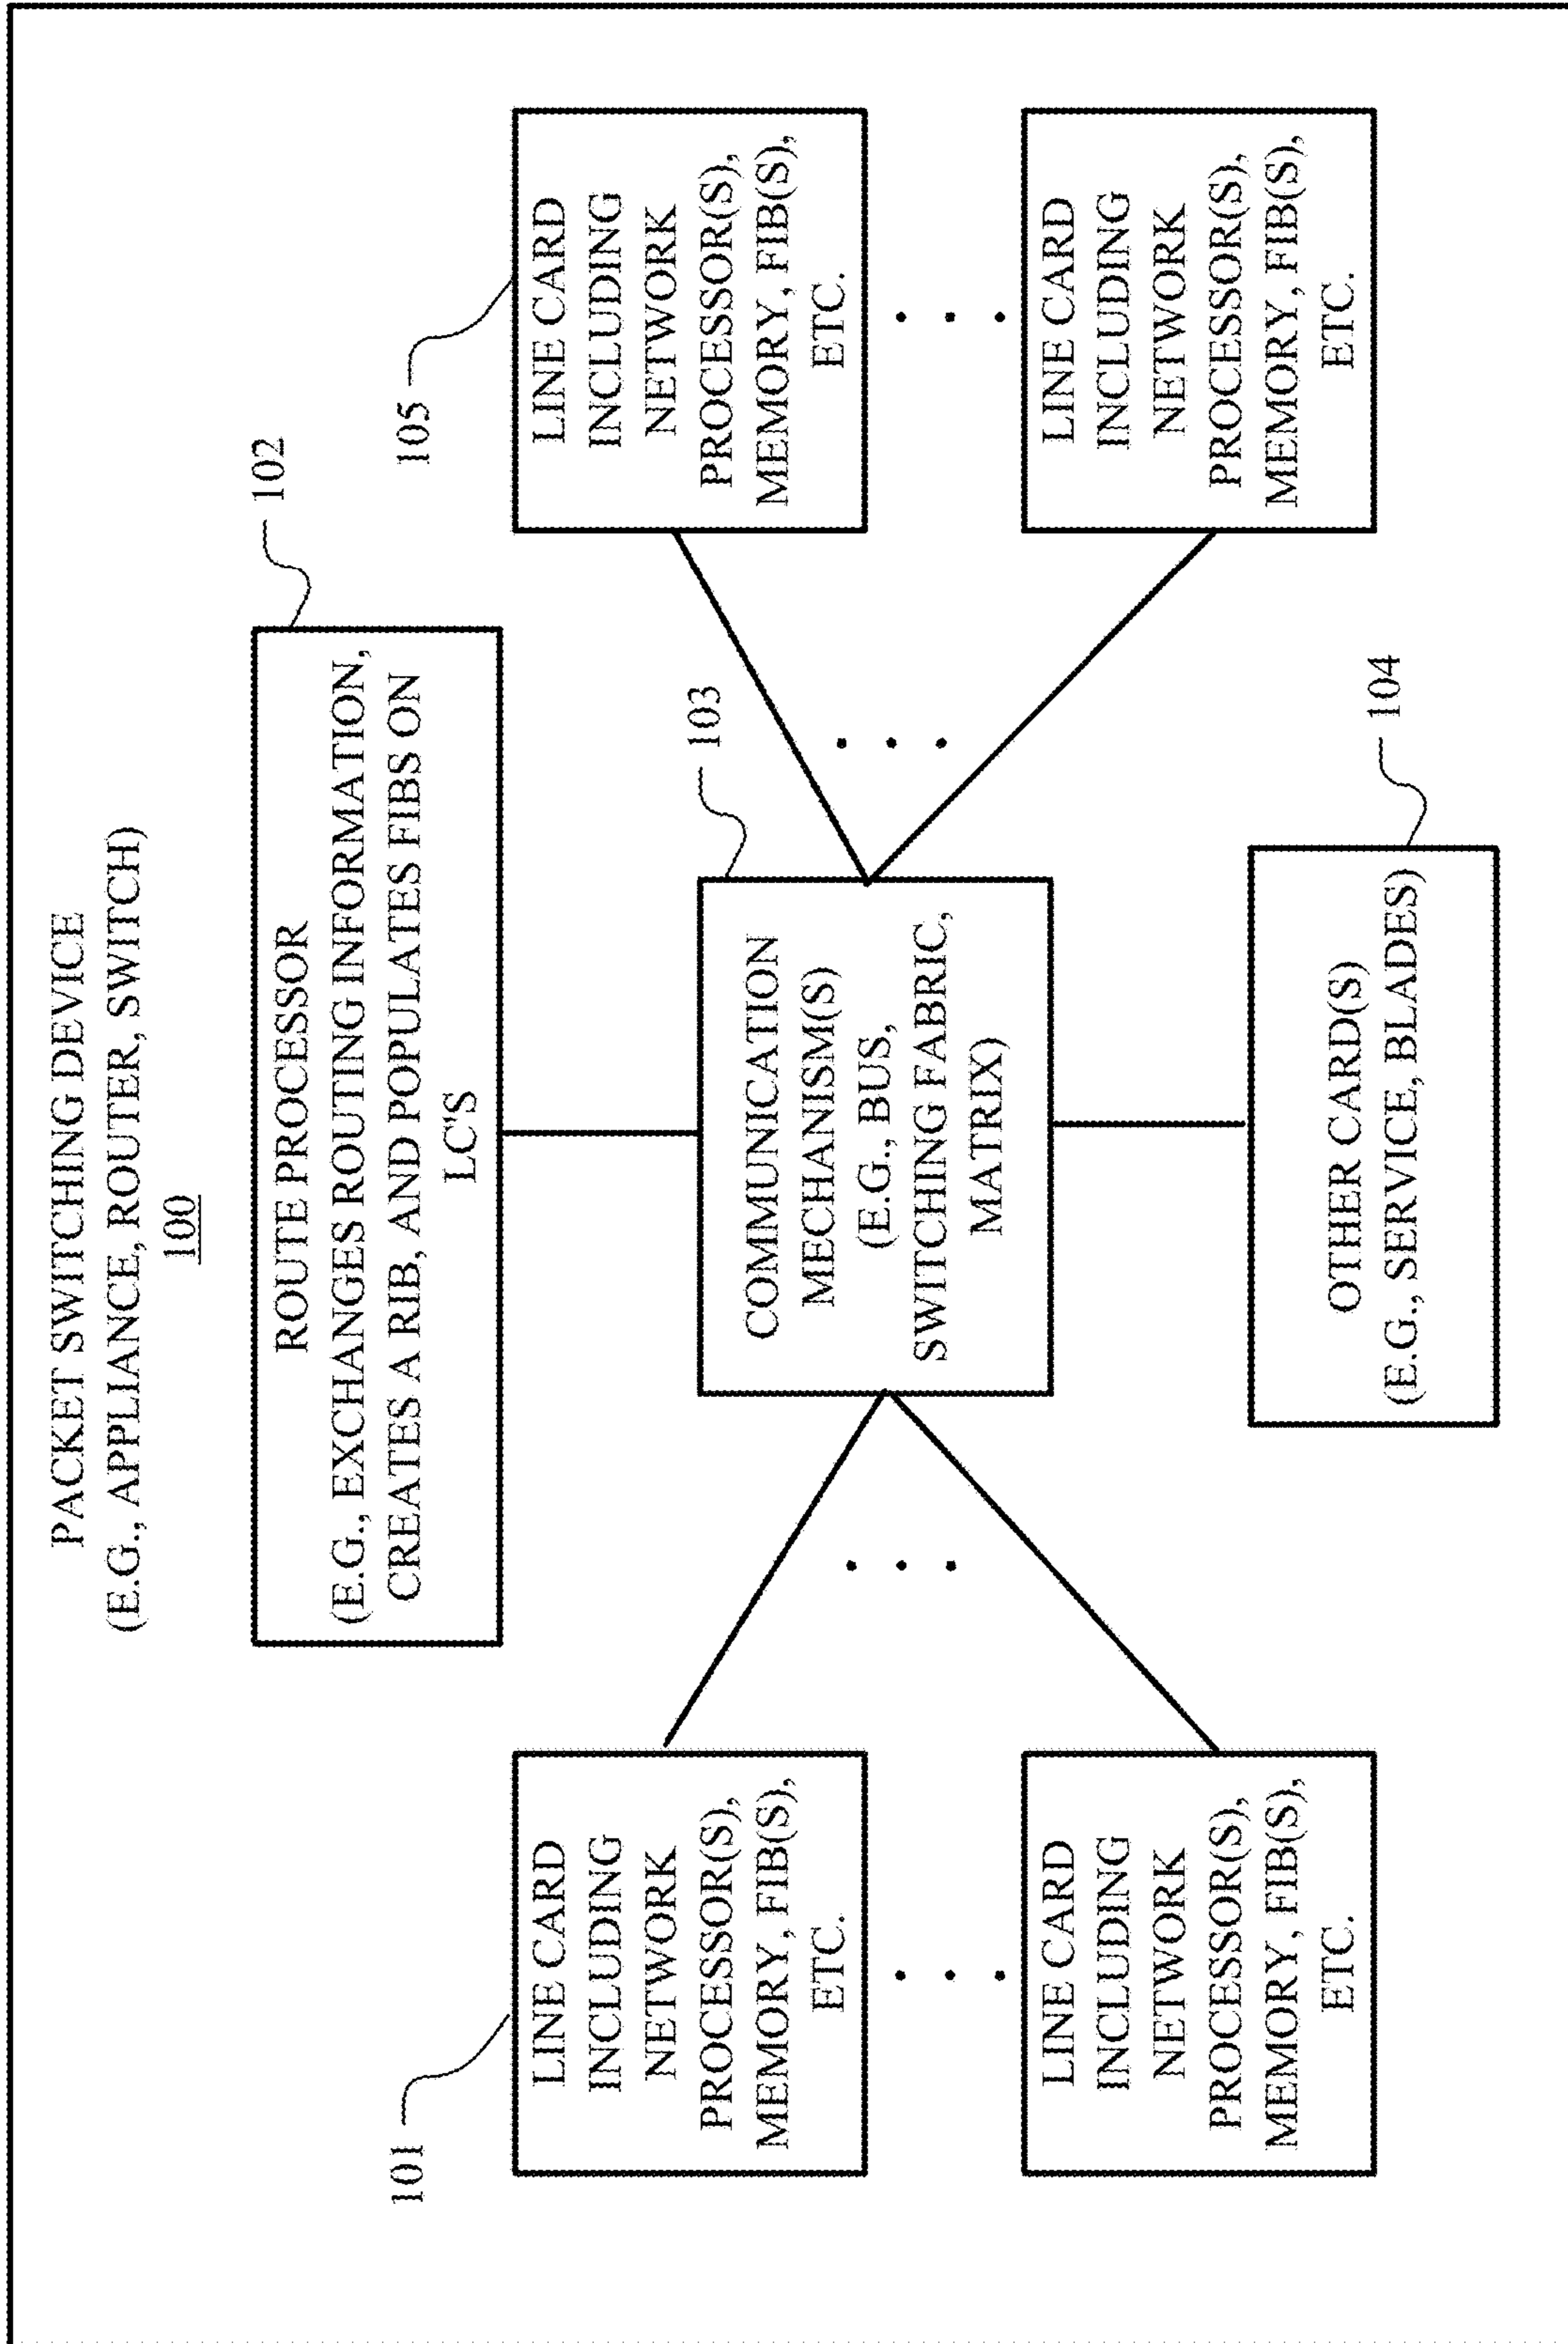 PACKET SWITCHING DEVICE
(E.G., APPLIANCE, ROUTER, SWITCH)
100
102
ROUTE PROCESSOR
(E.G., EXCHANGES ROUTING INFORMATION,
CREATES A RIB, AND POPULATES FIBS ON
LC'S
101
LINE CARD
INCLUDING
NETWORK
PROCESSOR(S),
MEMORY, FIB(S),
ETC.
. . .
LINE CARD
INCLUDING
NETWORK
PROCESSOR(S),
MEMORY, FIB(S),
ETC.
. . .
103
COMMUNICATION
MECHANISM(S)
(E.G., BUS,
SWITCHING FABRIC,
MATRIX)
. . .
105
LINE CARD
INCLUDING
NETWORK
PROCESSOR(S),
MEMORY, FIB(S),
ETC.
. . .
LINE CARD
INCLUDING
NETWORK
PROCESSOR(S),
MEMORY, FIB(S),
ETC.
104
OTHER CARD(S)
(E.G., SERVICE, BLADES)